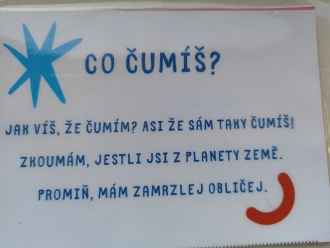 CO ČUMÍŠ?
JAK VÍŠ, ŽE ČUMÍM? ASI ŽE SÁM TAKY ČUMÍŠ!
ZKOUMÁM, JESTLI JSI Z PLANETY ZEMĚ.
PROMIŇ, MÁM ZAMRZLEJ OBLIČEJ.